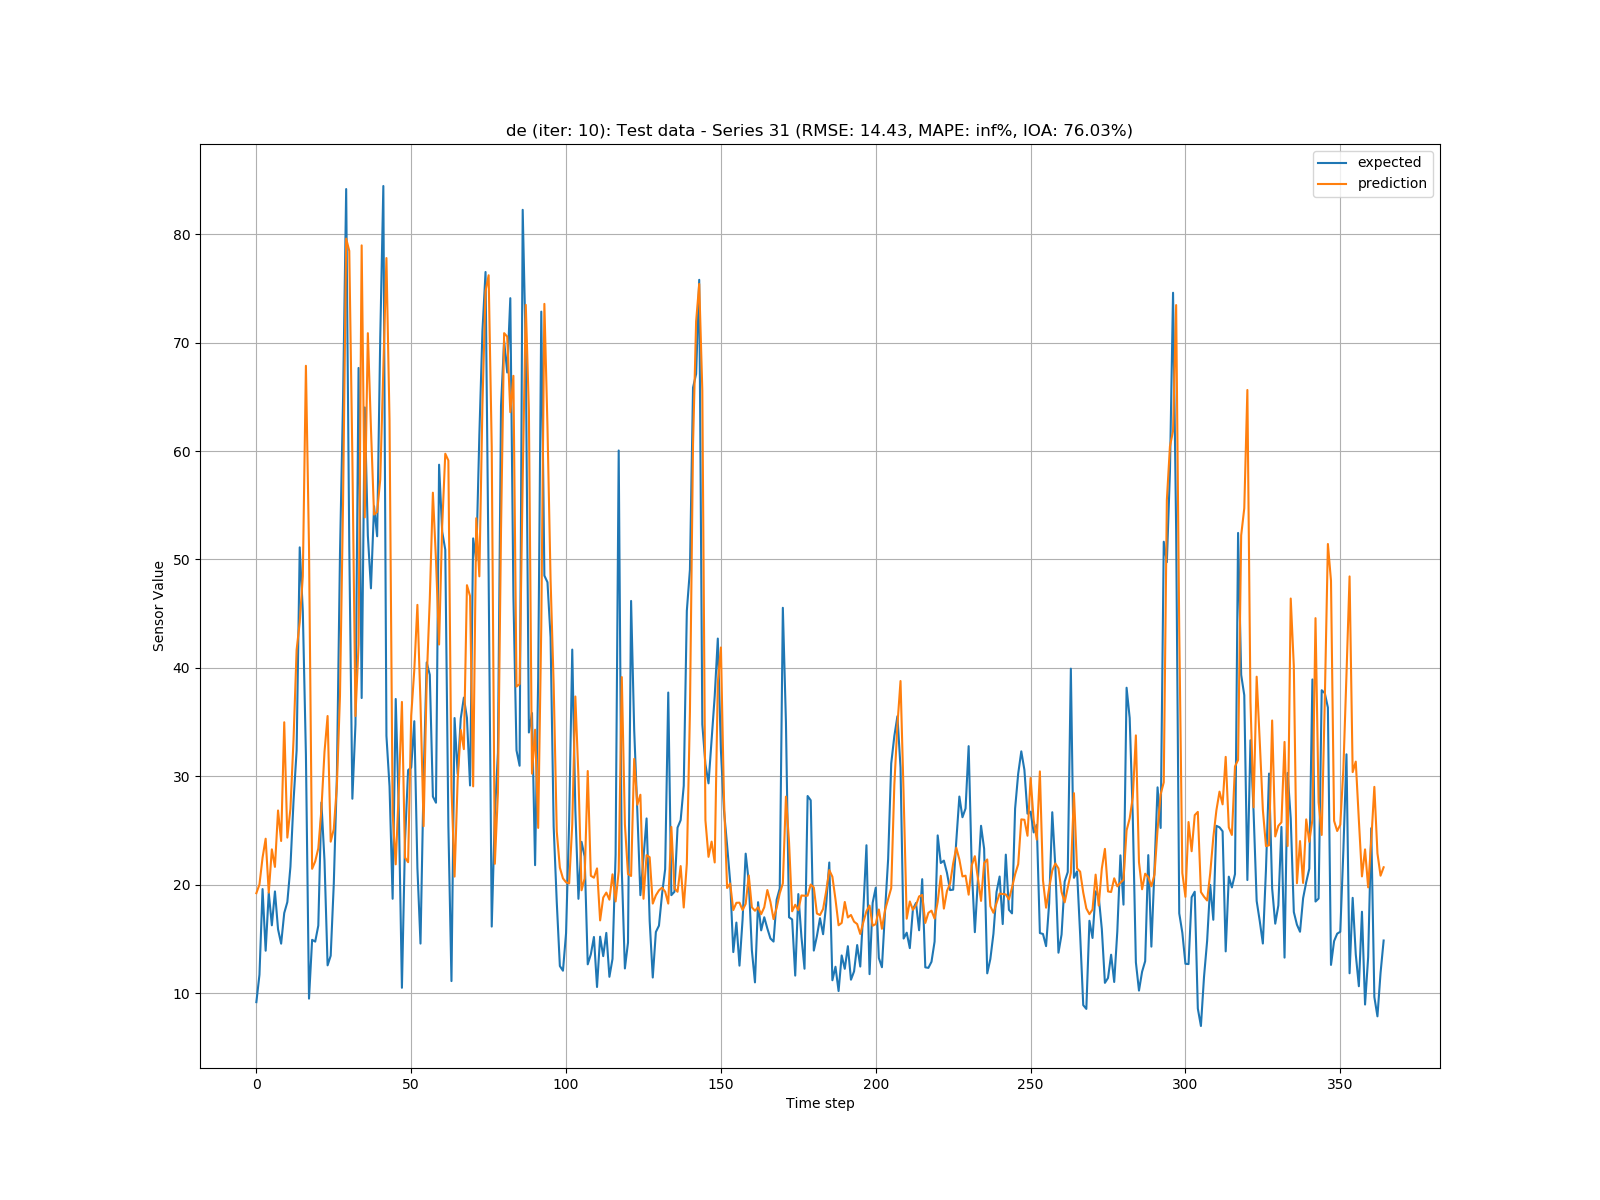 de (iter: 10): Test data - Series 31 (RMSE: 14.43, MAPE: inf%, IOA: 76.03%)
expected
prediction
80
70
60
50
40
30
20
10
Sensor Value
0 50 100 150 200 250 300 350
Time step